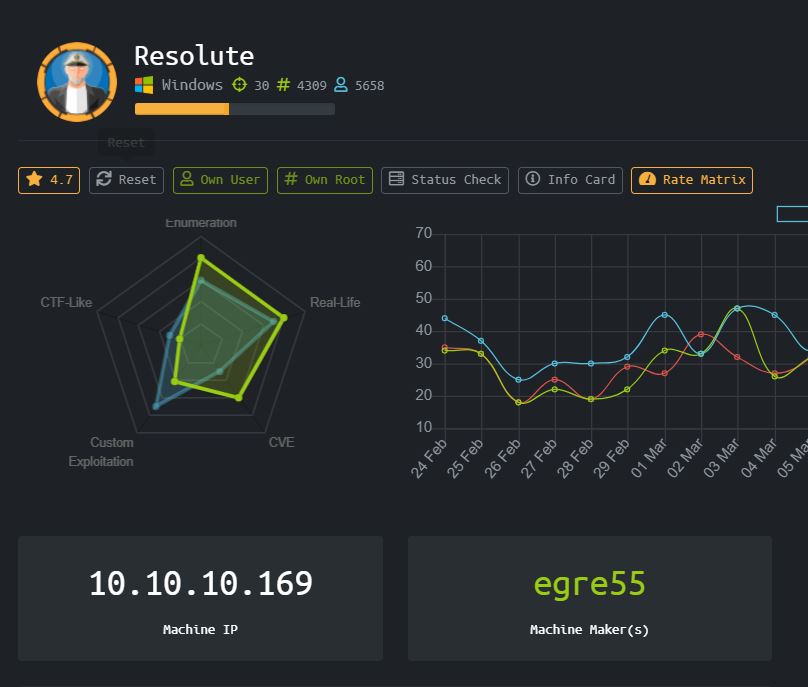 Resolute
Windows 30 4309 5658
Reset
4.7 Reset Own User Own Root Status Check Info Card Rate Matrix
Enumeration
CTF-Like
Real-Life
Custom
Exploitation
CVE
70
60
50
40
30
20
10
24 Feb
25 Feb
26 Feb
27 Feb
28 Feb
29 Feb
01 Mar
02 Mar
03 Mar
04 Mar
05 Mar
10.10.10.169
Machine IP
egre55
Machine Maker(s)